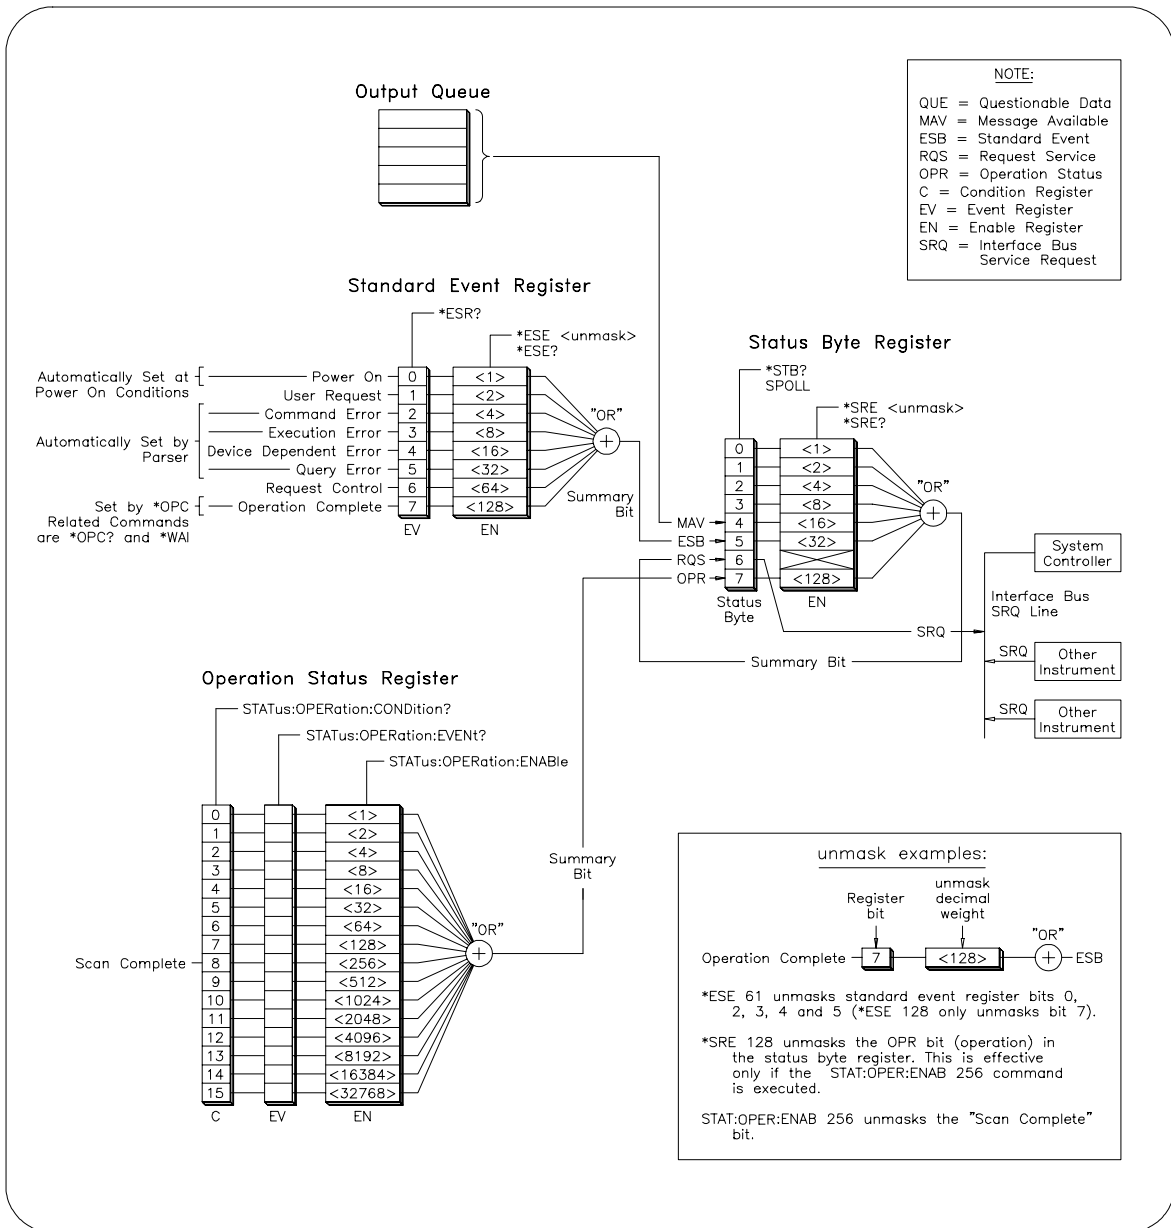 NOTE:
QUE = Questionable Data
MAV = Message Available
ESB = Standard Event
RQS = Request Service
OPR = Operation Status
C = Condition Register
EV = Event Register
EN = Enable Register
SRQ = Interface Bus
Service Request
Output Queue
Standard Event Register
*ESR?
*ESE <unmask>
*ESE?
Automatically Set at
Power On Conditions
Automatically Set by
Parser
Set by *OPC
Related Commands
are *OPC? and *WAI
Power On 0 <1>
User Request 1 <2>
Command Error 2 <4>
Execution Error 3 <8>
Device Dependent Error 4 <16>
Query Error 5 <32>
Request Control 6 <64>
Operation Complete 7 <128>
EV EN
"OR"
+
Summary
Bit
Status Byte Register
*STB?
SPOLL
*SRE <unmask>
*SRE?
0 <1>
1 <2>
2 <4>
3 <8>
MAV 4 <16>
ESB 5 <32>
RQS 6
OPR 7 <128>
Status
Byte
EN
"OR"
+
SRQ
Summary Bit
System
Controller
Interface Bus
SRQ Line
SRQ
Other
Instrument
SRQ
Other
Instrument
Operation Status Register
STATus:OPERation:CONDition?
STATus:OPERation:EVENt?
STATus:OPERation:ENABle
0 <1>
1 <2>
2 <4>
3 <8>
4 <16>
5 <32>
6 <64>
7 <128>
Scan Complete 8 <256>
9 <512>
10 <1024>
11 <2048>
12 <4096>
13 <8192>
14 <16384>
15 <32768>
C EV EN
"OR"
+
Summary
Bit
unmask examples:
Register
bit
unmask
decimal
weight
"OR"
Operation Complete 7 <128> + ESB
*ESE 61 unmasks standard event register bits 0,
2, 3, 4 and 5 (*ESE 128 only unmasks bit 7).
*SRE 128 unmasks the OPR bit (operation) in
the status byte register. This is effective
only if the STAT:OPER:ENAB 256 command
is executed.
STAT:OPER:ENAB 256 unmasks the "Scan Complete"
bit.